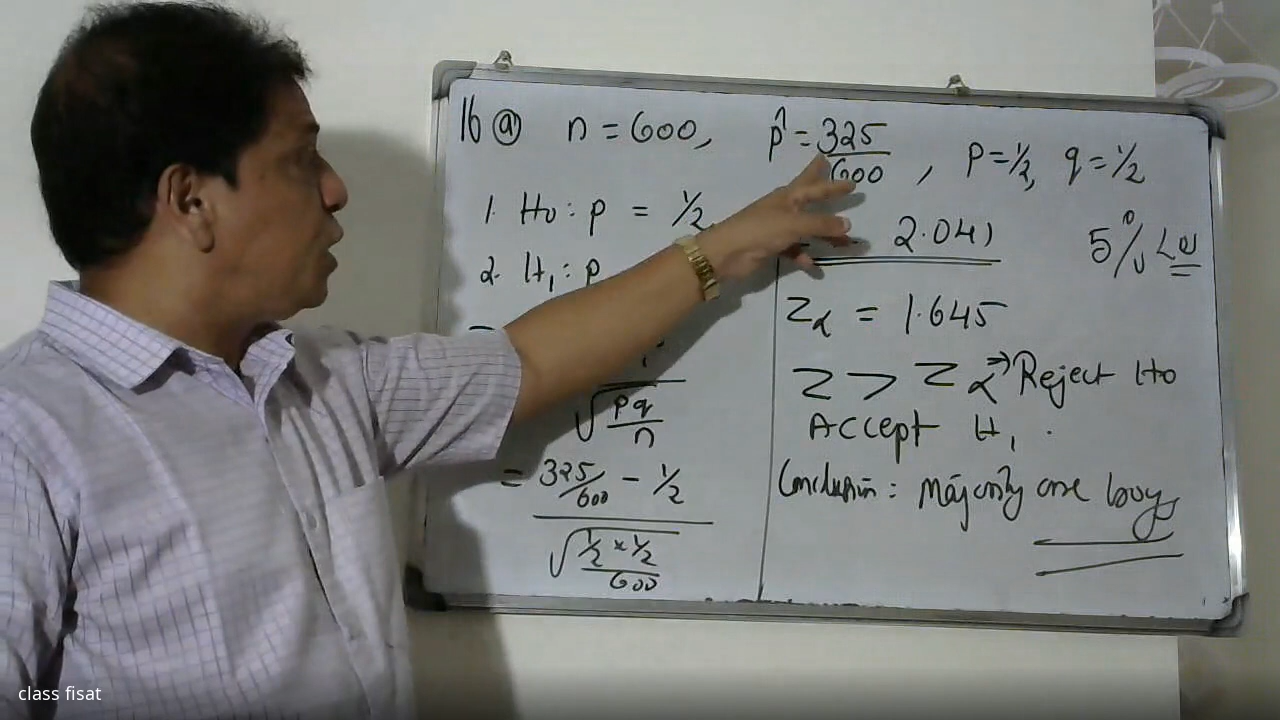 16 (a) n = 600, p̂ = 325/600, p = 1/2, q = 1/2
1. H0 : p = 1/2
2. H1 : p
√(pq/n)
= 325/600 - 1/2
√(1/2 × 1/2 / 600)
2.041
5% LOS
Zα = 1.645
Z > Zα ⇒ Reject H0
Accept H1.
Conclusion : Majority are boys
class fisat